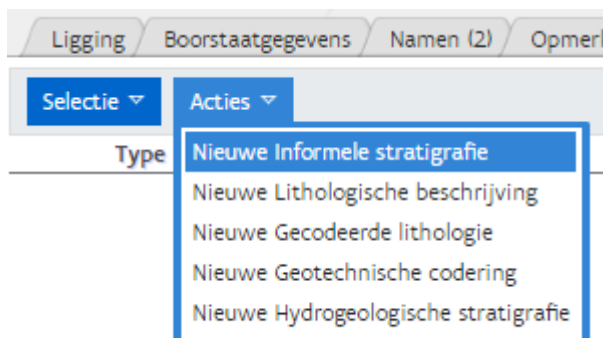 Ligging Boorstaatgegevens Namen (2)
Selectie Acties
Type
Nieuwe Informele stratigrafie
Nieuwe Lithologische beschrijving
Nieuwe Gecodeerde lithologie
Nieuwe Geotechnische codering
Nieuwe Hydrogeologische stratigrafie